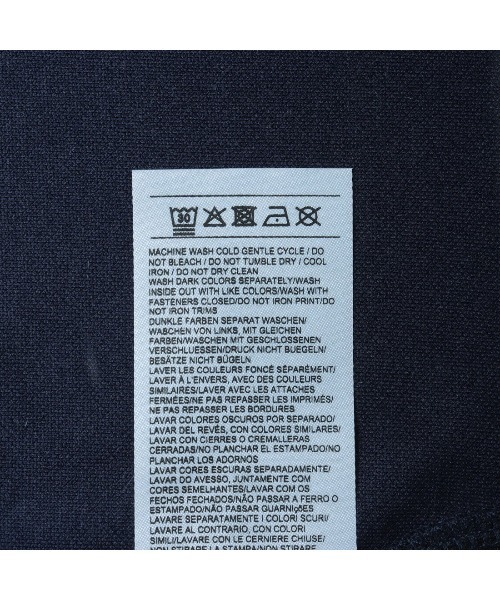 30
MACHINE WASH COLD GENTLE CYCLE / DO
NOT BLEACH / DO NOT TUMBLE DRY / COOL
IRON / DO NOT DRY CLEAN
WASH DARK COLORS SEPARATELY/WASH
INSIDE OUT WITH LIKE COLORS/WASH WITH
FASTENERS CLOSED/DO NOT IRON PRINT/DO
NOT IRON TRIMS
DUNKLE FARBEN SEPARAT WASCHEN/
WASCHEN VON LINKS, MIT GLEICHEN
FARBEN/WASCHEN MIT GESCHLOSSENEN
VERSCHLUESSEN/DRUCK NICHT BUEGELN/
BESÄTZE NICHT BÜGELN
LAVER LES COULEURS FONCÉ SÉPARÉMENT/
LAVER À L'ENVERS, AVEC DES COULEURS
SIMILAIRES/LAVER AVEC LES ATTACHES
FERMÉES/NE PAS REPASSER LES IMPRIMÉS/
NE PAS REPASSER LES BORDURES
LAVAR COLORES OSCUROS POR SEPARADO/
LAVAR DEL REVÉS, CON COLORES SIMILARES/
LAVAR CON CIERRES O CREMALLERAS
CERRADAS/NO PLANCHAR EL ESTAMPADO/NO
PLANCHAR LOS ADORNOS
LAVAR CORES ESCURAS SEPARADAMENTE/
LAVAR DO AVESSO, JUNTAMENTE COM
CORES SEMELHANTES/LAVAR COM OS
FECHOS FECHADOS/NÃO PASSAR A FERRO O
ESTAMPADO/NÃO PASSAR GUARNIÇÕES
LAVARE SEPARATAMENTE I COLORI SCURI/
LAVARE AL CONTRARIO, CON COLORI
SIMILI/LAVARE CON LE CERNIERE CHIUSE/
NON STIRARE LA STAMPA/NON STIRARE